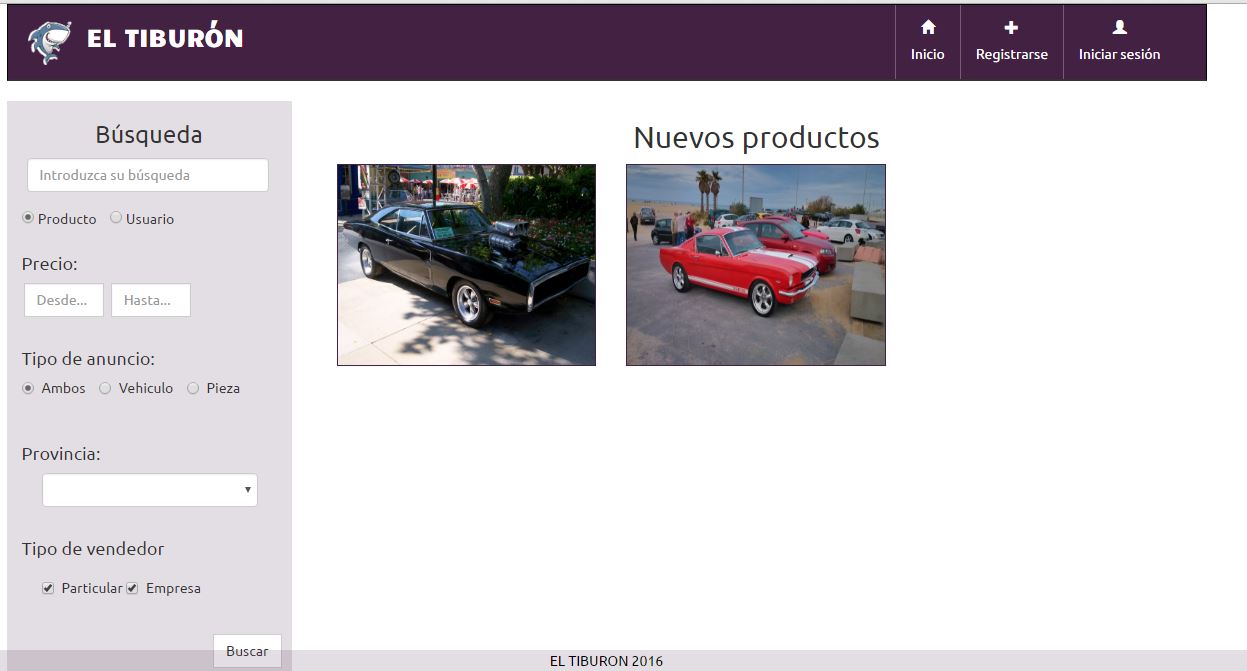 EL TIBURÓN
Inicio
Registrarse
Iniciar sesión
Búsqueda
Introduzca su búsqueda
Producto Usuario
Precio:
Desde... Hasta...
Tipo de anuncio:
Ambos Vehiculo Pieza
Provincia:
Tipo de vendedor
Particular Empresa
Buscar
Nuevos productos
EL TIBURON 2016